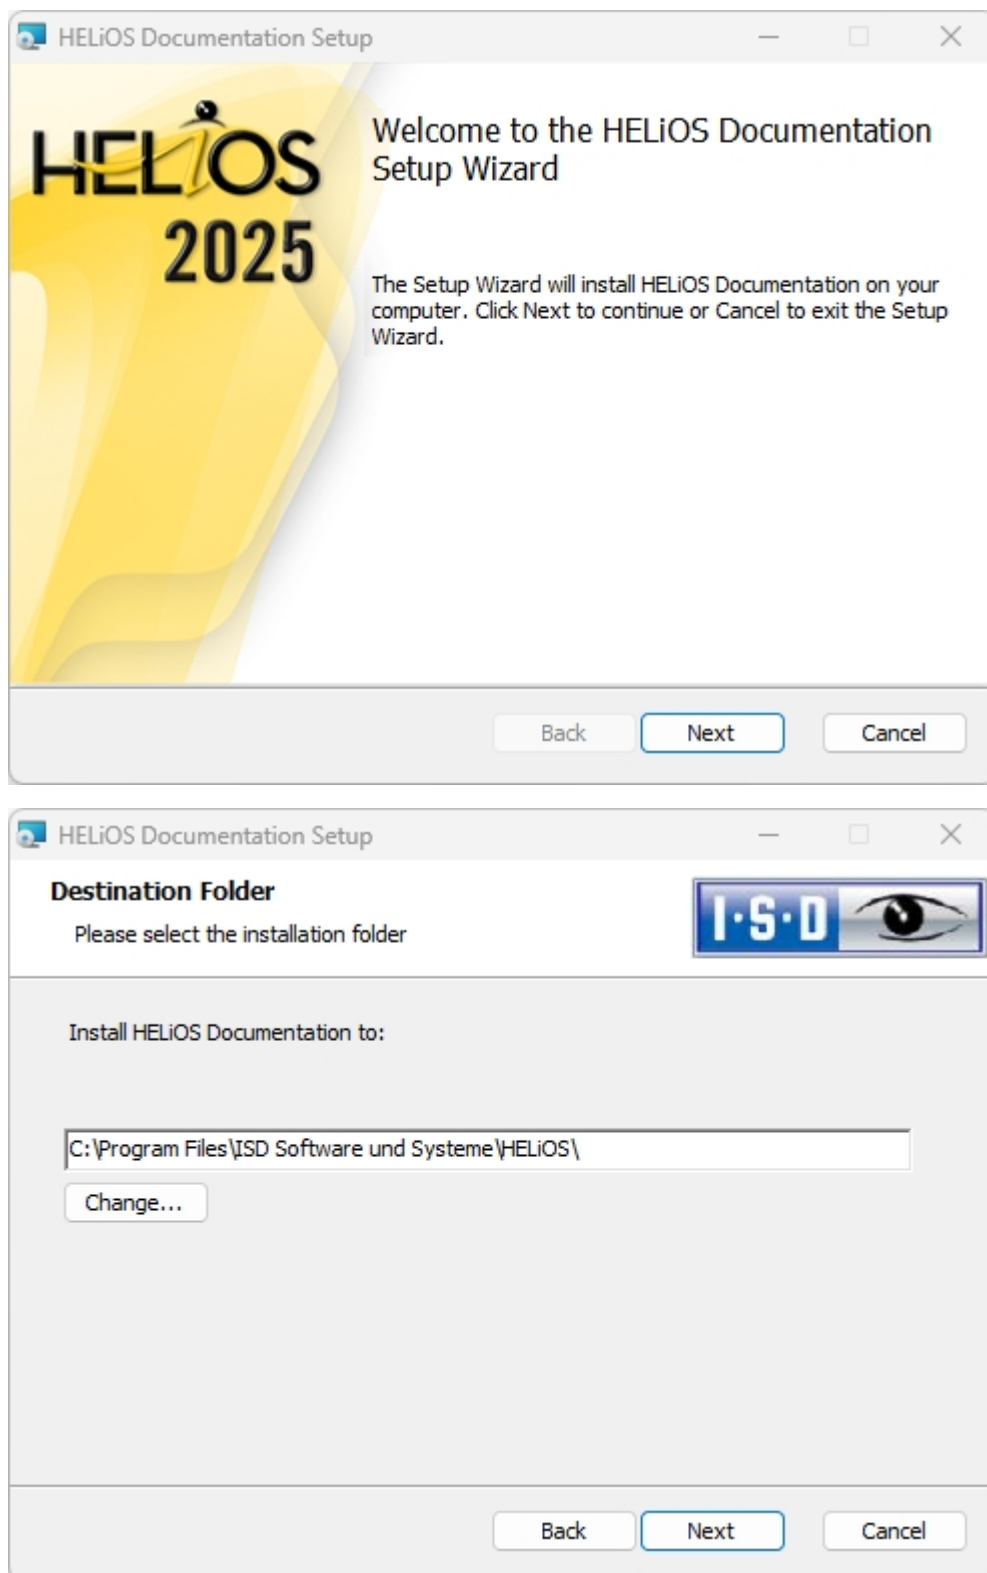 HELiOS Documentation Setup
HELiOS
2025
Welcome to the HELiOS Documentation
Setup Wizard
The Setup Wizard will install HELiOS Documentation on your
computer. Click Next to continue or Cancel to exit the Setup
Wizard.
Back Next Cancel
HELiOS Documentation Setup
Destination Folder
Please select the installation folder
I·S·D
Install HELiOS Documentation to:
C:\Program Files\ISD Software und Systeme\HELiOS\
Change...
Back Next Cancel